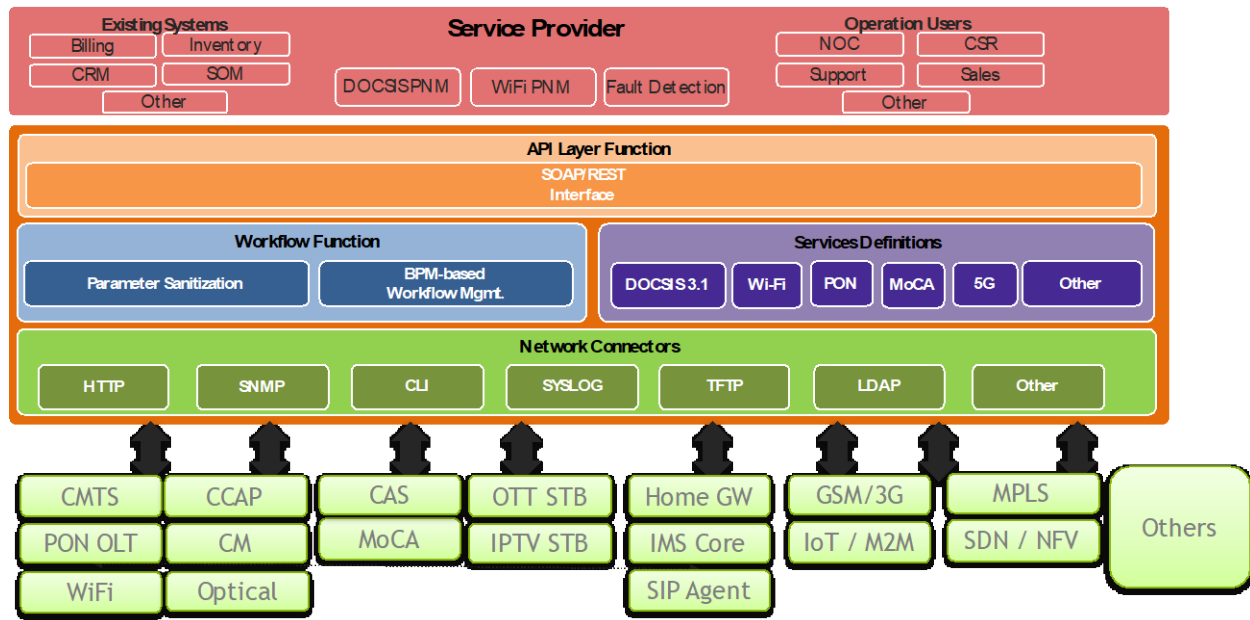 Existing Systems
Service Provider
Operation Users
Billing
Inventory
CRM
SOM
Other
DOCSIS PNM
WiFi PNM
Fault Detection
NOC
CSR
Support
Sales
Other
API Layer Function
SOAP/REST
Interface
Workflow Function
Parameter Sanitization
BPM-based
Workflow Mgmt.
Services Definitions
DOCSIS 3.1
Wi-Fi
PON
MoCA
5G
Other
Network Connectors
HTTP
SNMP
CLI
SYSLOG
TFTP
LDAP
Other
CMTS
CCAP
CAS
OTT STB
Home GW
GSM/3G
MPLS
Others
PON OLT
CM
MoCA
IPTV STB
IMS Core
IoT / M2M
SDN / NFV
WiFi
Optical
SIP Agent